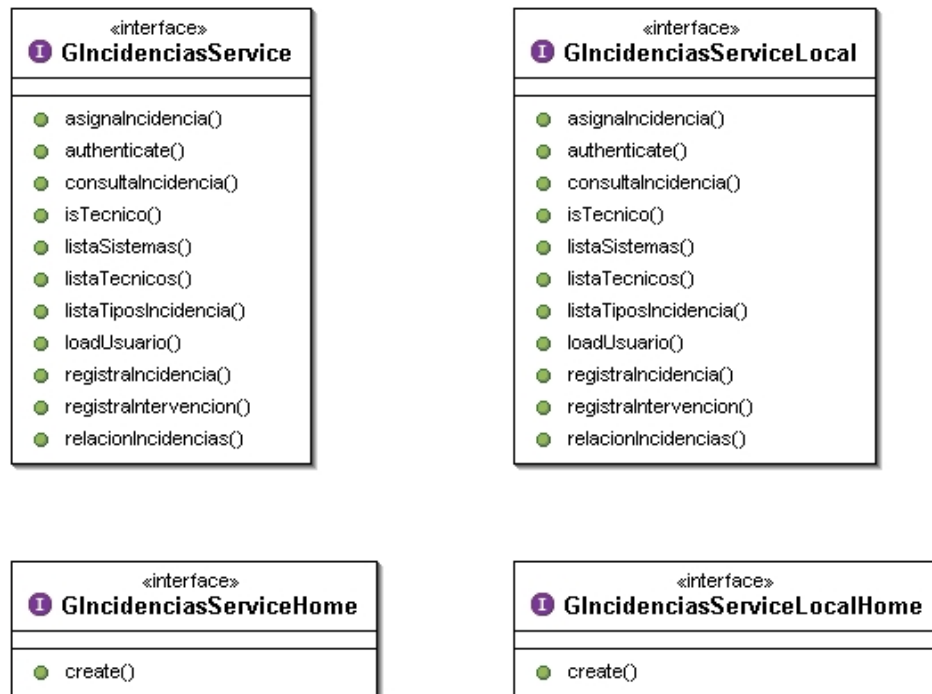 «interface»
I GIncidenciasService
asignaIncidencia()
authenticate()
consultaIncidencia()
isTecnico()
listaSistemas()
listaTecnicos()
listaTiposIncidencia()
loadUsuario()
registraIncidencia()
registraIntervencion()
relacionIncidencias()
«interface»
I GIncidenciasServiceLocal
asignaIncidencia()
authenticate()
consultaIncidencia()
isTecnico()
listaSistemas()
listaTecnicos()
listaTiposIncidencia()
loadUsuario()
registraIncidencia()
registraIntervencion()
relacionIncidencias()
«interface»
I GIncidenciasServiceHome
create()
«interface»
I GIncidenciasServiceLocalHome
create()